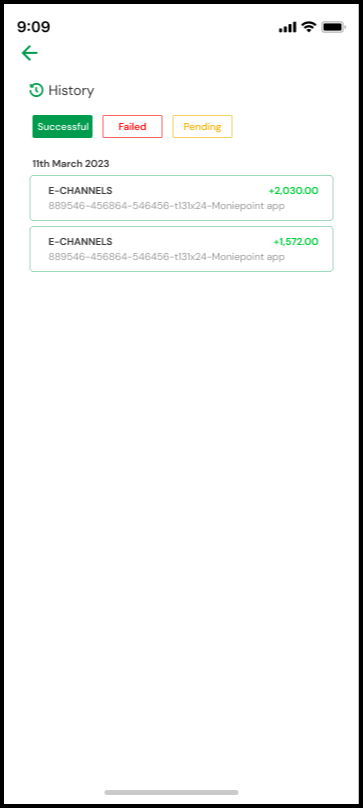 9:09
History
Successful Failed Pending
11th March 2023
E-CHANNELS +2,030.00
889546-456864-546456-t131x24-Moniepoint app
E-CHANNELS +1,572.00
889546-456864-546456-t131x24-Moniepoint app